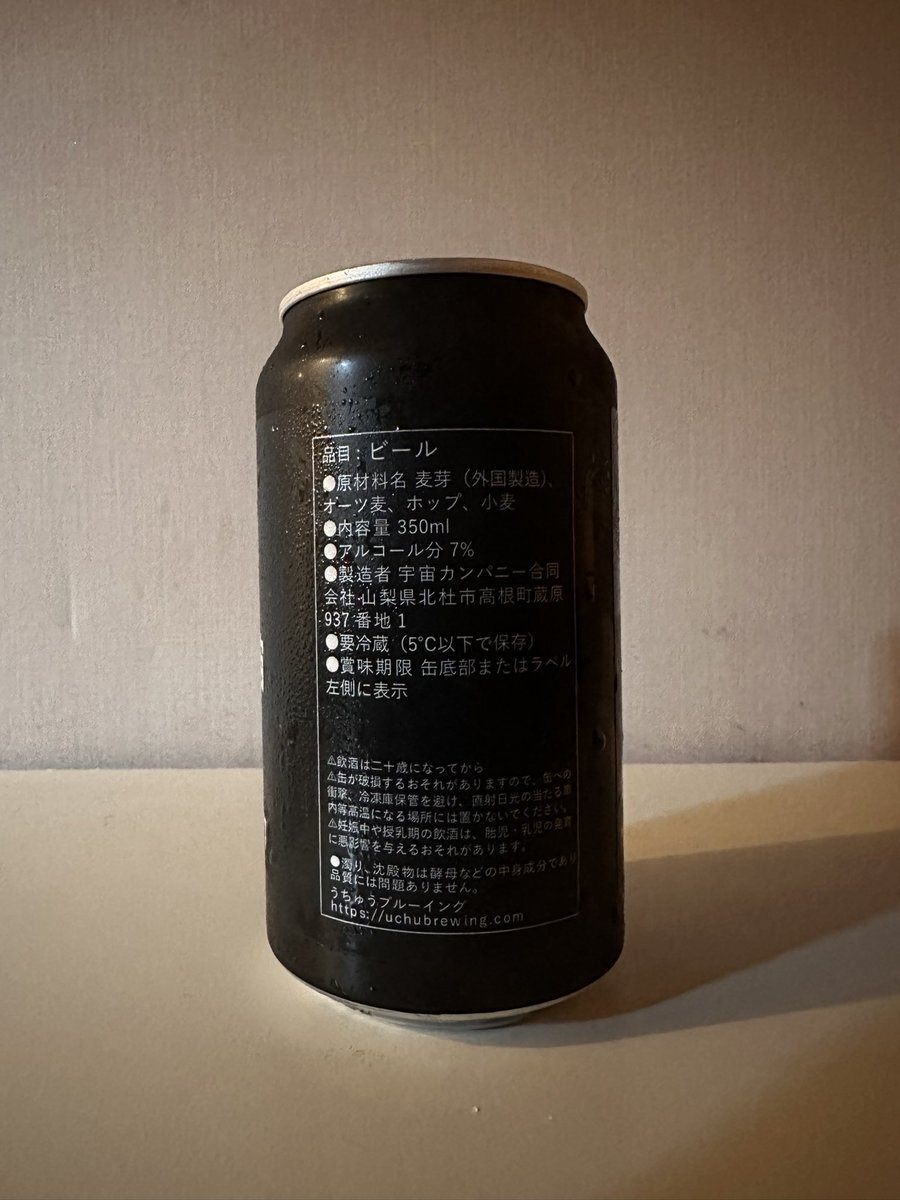 品目：ビール
●原材料名 麦芽（外国製造）、
オーツ麦、ホップ、小麦
●内容量 350ml
●アルコール分 7%
●製造者 宇宙カンパニー合同
会社 山梨県北杜市高根町蔵原
937 番地 1
●要冷蔵（5°C以下で保存）
●賞味期限 缶底部またはラベル
左側に表示
⚠飲酒は二十歳になってから
⚠缶が破損するおそれがありますので、缶への
衝撃、冷凍庫保管を避け、直射日光の当たる車
内等高温になる場所には置かないでください。
⚠妊娠中や授乳期の飲酒は、胎児・乳児の発育
に悪影響を与えるおそれがあります。
●濁り、沈殿物は酵母などの中身成分であり
品質には問題ありません。
うちゅうブルーイング
https://uchubrewing.com